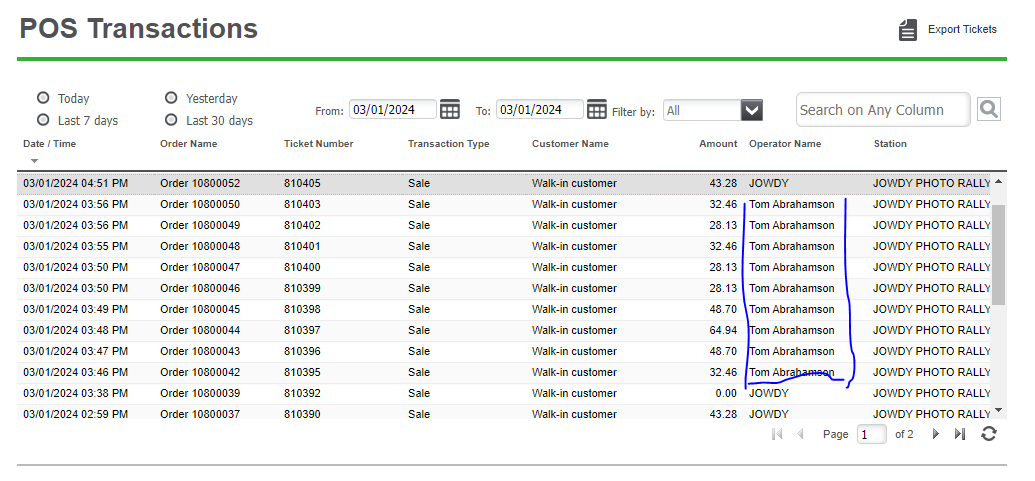 POS Transactions
Export Tickets
Today Yesterday
Last 7 days Last 30 days
From: 03/01/2024 To: 03/01/2024 Filter by: All Search on Any Column
Date / Time Order Name Ticket Number Transaction Type Customer Name Amount Operator Name Station
03/01/2024 04:51 PM Order 10800052 810405 Sale Walk-in customer 43.28 JOWDY JOWDY PHOTO RALLY
03/01/2024 03:56 PM Order 10800050 810403 Sale Walk-in customer 32.46 Tom Abrahamson JOWDY PHOTO RALLY
03/01/2024 03:56 PM Order 10800049 810402 Sale Walk-in customer 28.13 Tom Abrahamson JOWDY PHOTO RALLY
03/01/2024 03:55 PM Order 10800048 810401 Sale Walk-in customer 32.46 Tom Abrahamson JOWDY PHOTO RALLY
03/01/2024 03:50 PM Order 10800047 810400 Sale Walk-in customer 28.13 Tom Abrahamson JOWDY PHOTO RALLY
03/01/2024 03:50 PM Order 10800046 810399 Sale Walk-in customer 28.13 Tom Abrahamson JOWDY PHOTO RALLY
03/01/2024 03:49 PM Order 10800045 810398 Sale Walk-in customer 48.70 Tom Abrahamson JOWDY PHOTO RALLY
03/01/2024 03:48 PM Order 10800044 810397 Sale Walk-in customer 64.94 Tom Abrahamson JOWDY PHOTO RALLY
03/01/2024 03:47 PM Order 10800043 810396 Sale Walk-in customer 48.70 Tom Abrahamson JOWDY PHOTO RALLY
03/01/2024 03:46 PM Order 10800042 810395 Sale Walk-in customer 32.46 Tom Abrahamson JOWDY PHOTO RALLY
03/01/2024 03:38 PM Order 10800039 810392 Sale Walk-in customer 0.00 JOWDY JOWDY PHOTO RALLY
03/01/2024 02:59 PM Order 10800037 810390 Sale Walk-in customer 43.28 JOWDY JOWDY PHOTO RALLY
Page 1 of 2